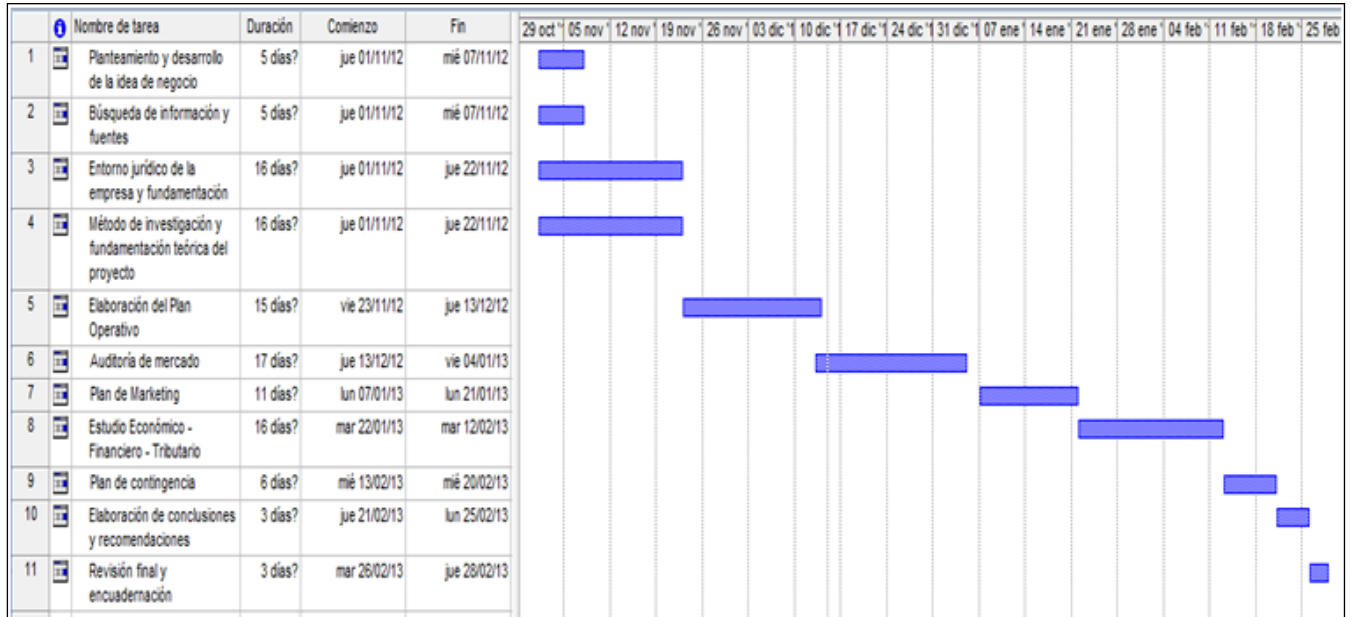 Nombre de tarea Duración Comienzo Fin 29 oct '1 05 nov ' 12 nov ' 19 nov ' 26 nov ' 03 dic '1 10 dic '1 17 dic '1 24 dic '1 31 dic '1 07 ene ' 14 ene ' 21 ene ' 28 ene ' 04 feb ' 11 feb ' 18 feb ' 25 feb
1 Planteamiento y desarrollo 5 días? jue 01/11/12 mié 07/11/12
de la idea de negocio
2 Búsqueda de información y 5 días? jue 01/11/12 mié 07/11/12
fuentes
3 Entorno jurídico de la 16 días? jue 01/11/12 jue 22/11/12
empresa y fundamentación
4 Método de investigación y 16 días? jue 01/11/12 jue 22/11/12
fundamentación teórica del
proyecto
5 Elaboración del Plan 15 días? vie 23/11/12 jue 13/12/12
Operativo
6 Auditoría de mercado 17 días? jue 13/12/12 vie 04/01/13
7 Plan de Marketing 11 días? lun 07/01/13 lun 21/01/13
8 Estudio Económico - 16 días? mar 22/01/13 mar 12/02/13
Financiero - Tributario
9 Plan de contingencia 6 días? mié 13/02/13 mié 20/02/13
10 Elaboración de conclusiones 3 días? jue 21/02/13 lun 25/02/13
y recomendaciones
11 Revisión final y 3 días? mar 26/02/13 jue 28/02/13
encuadernación